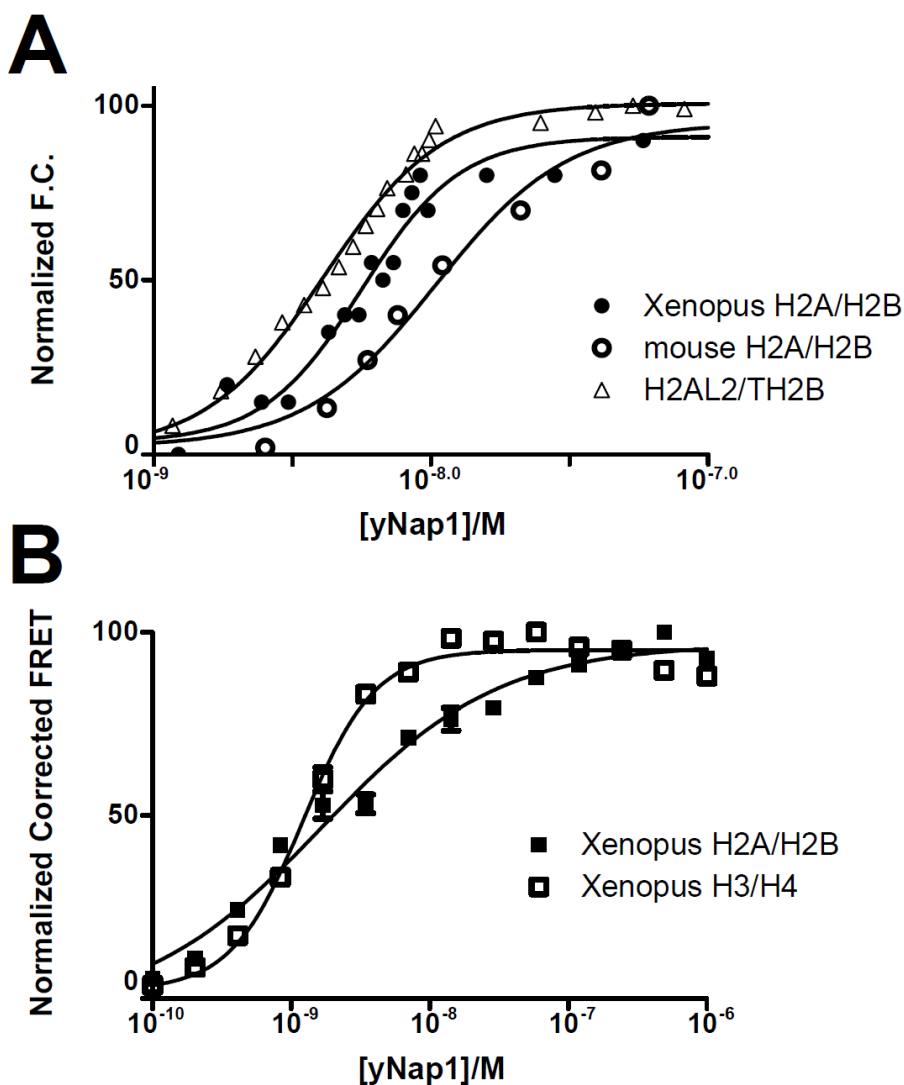 A
Normalized F.C.
100
50
0
Xenopus H2A/H2B
mouse H2A/H2B
H2AL2/TH2B
10-9
10-8.0
10-7.0
[yNap1]/M
B
Normalized Corrected FRET
100
50
0
Xenopus H2A/H2B
Xenopus H3/H4
10-10
10-9
10-8
10-7
10-6
[yNap1]/M